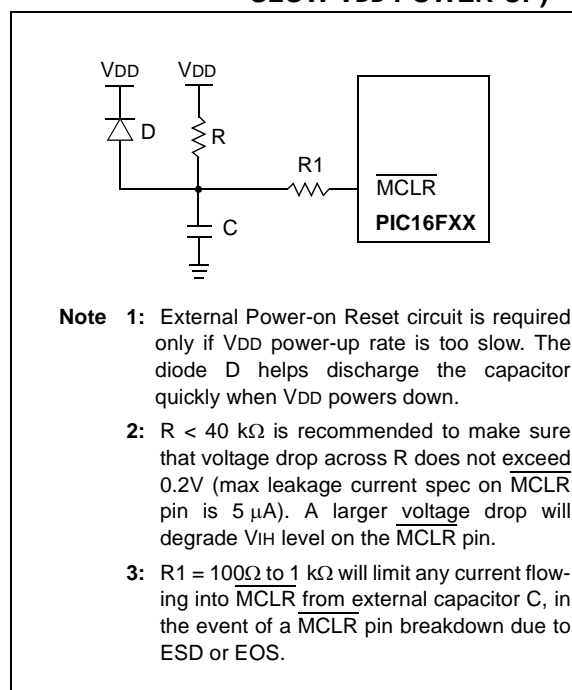 SLOW VDD POWER-UP)
VDD VDD
D
R
R1
MCLR
PIC16FXX
C
Note 1: External Power-on Reset circuit is required
only if VDD power-up rate is too slow. The
diode D helps discharge the capacitor
quickly when VDD powers down.
2: R < 40 kΩ is recommended to make sure
that voltage drop across R does not exceed
0.2V (max leakage current spec on MCLR
pin is 5 μA). A larger voltage drop will
degrade VIH level on the MCLR pin.
3: R1 = 100Ω to 1 kΩ will limit any current flow-
ing into MCLR from external capacitor C, in
the event of a MCLR pin breakdown due to
ESD or EOS.